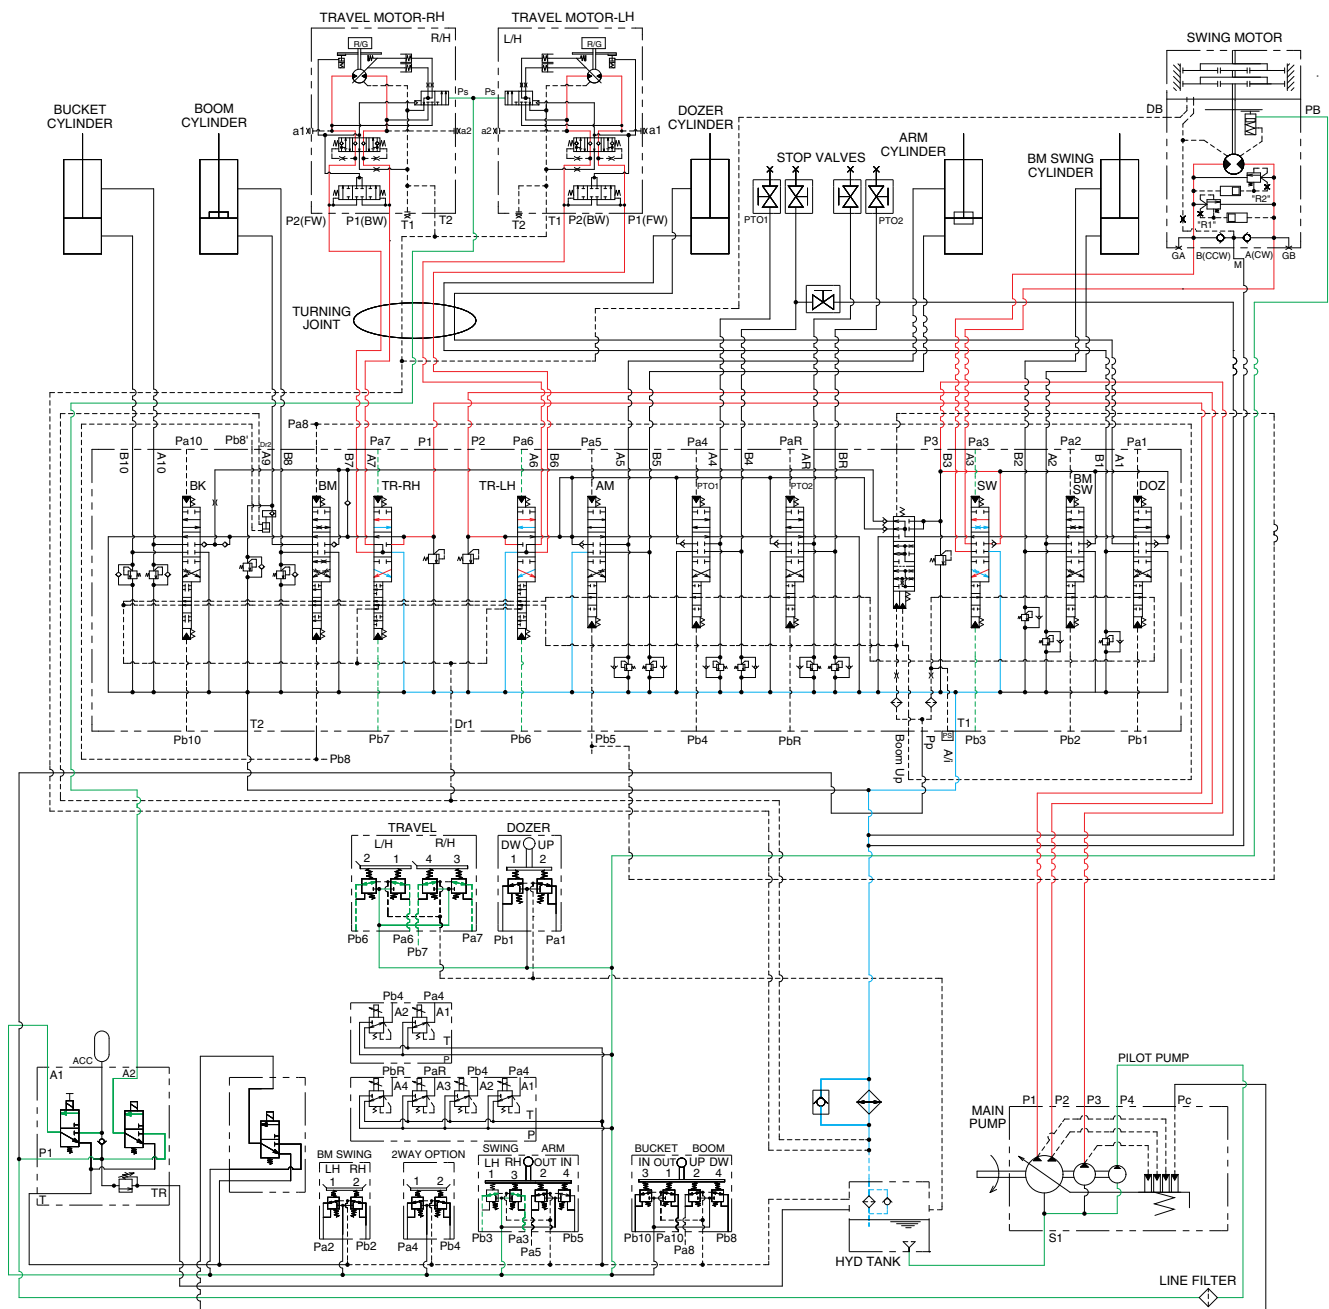 TRAVEL MOTOR-RH
TRAVEL MOTOR-LH
R/H
L/H
R/G
R/G
SWING MOTOR
BUCKET
CYLINDER
BOOM
CYLINDER
DOZER
CYLINDER
Ps
Ps
DB
PB
a1
a2
a2
a1
ARM
CYLINDER
STOP VALVES
BM SWING
CYLINDER
PTO1
PTO2
"R2"
"R1"
P2(FW)
P1(BW)
T1
T2
T2
T1
P2(BW)
P1(FW)
GA
B(CCW)
M
A(CW)
GB
TURNING
JOINT
Pa10
Pb8'
Dr2
Pa8
Pa7
P1
P2
Pa6
Pa5
Pa4
PaR
P3
Pa3
Pa2
Pa1
B10
A10
A9
B8
B7
A7
A6
B6
A5
B5
A4
B4
AR
BR
B3
A3
B2
A2
B1
A1
BK
BM
TR-RH
TR-LH
AM
PTO1
PTO2
SW
BM
SW
DOZ
T2
Dr1
T1
Pb10
Pb7
Pb6
Pb5
Pb4
PbR
Boom Up
Pp
PS
A/i
Pb3
Pb2
Pb1
Pb8
TRAVEL
L/H
R/H
2 1 4 3
DOZER
DW UP
1 2
Pb6
Pa6
Pb7
Pa7
Pb1
Pa1
Pb4 Pa4
A2 A1
T
P
PbR PaR Pb4 Pa4
A4 A3 A2 A1
T
P
ACC
A1
A2
P1
T
TR
BM SWING
LH RH
1 2
Pa2
Pb2
2WAY OPTION
1 2
Pa4
Pb4
SWING
ARM
LH RH OUT IN
1 3 2 4
Pb3
Pa3
Pa5
Pb5
BUCKET
BOOM
IN OUT UP DW
3 1 2 4
Pb10
Pa10
Pa8
Pb8
HYD TANK
PILOT PUMP
MAIN
PUMP
P1 P2 P3 P4 Pc
S1
LINE FILTER